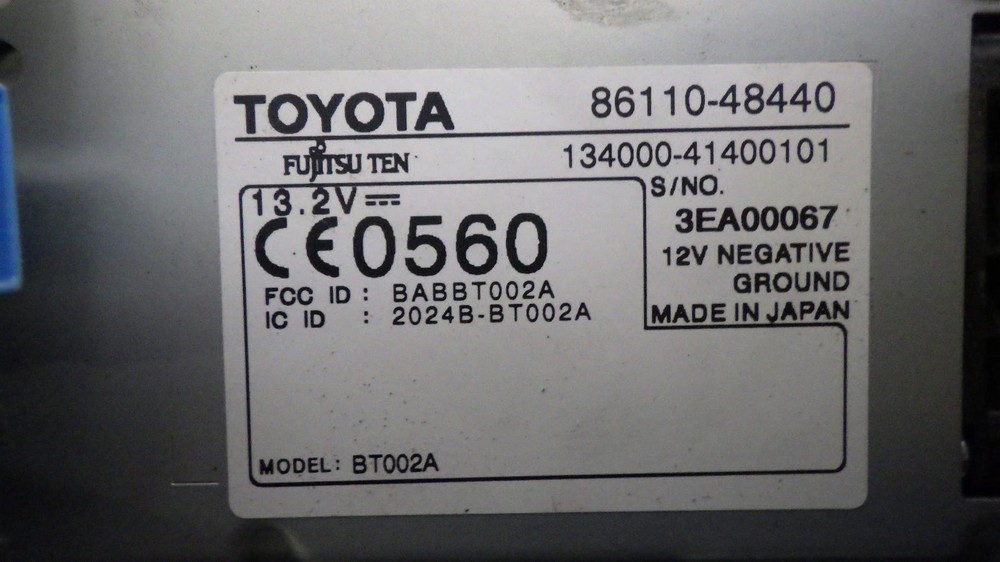 TOYOTA 86110-48440
FUJITSU TEN 134000-41400101
S/NO.
13.2V
3EA00067
CE0560
12V NEGATIVE
GROUND
FCC ID : BABBT002A
IC ID : 2024B-BT002A
MADE IN JAPAN
MODEL: BT002A